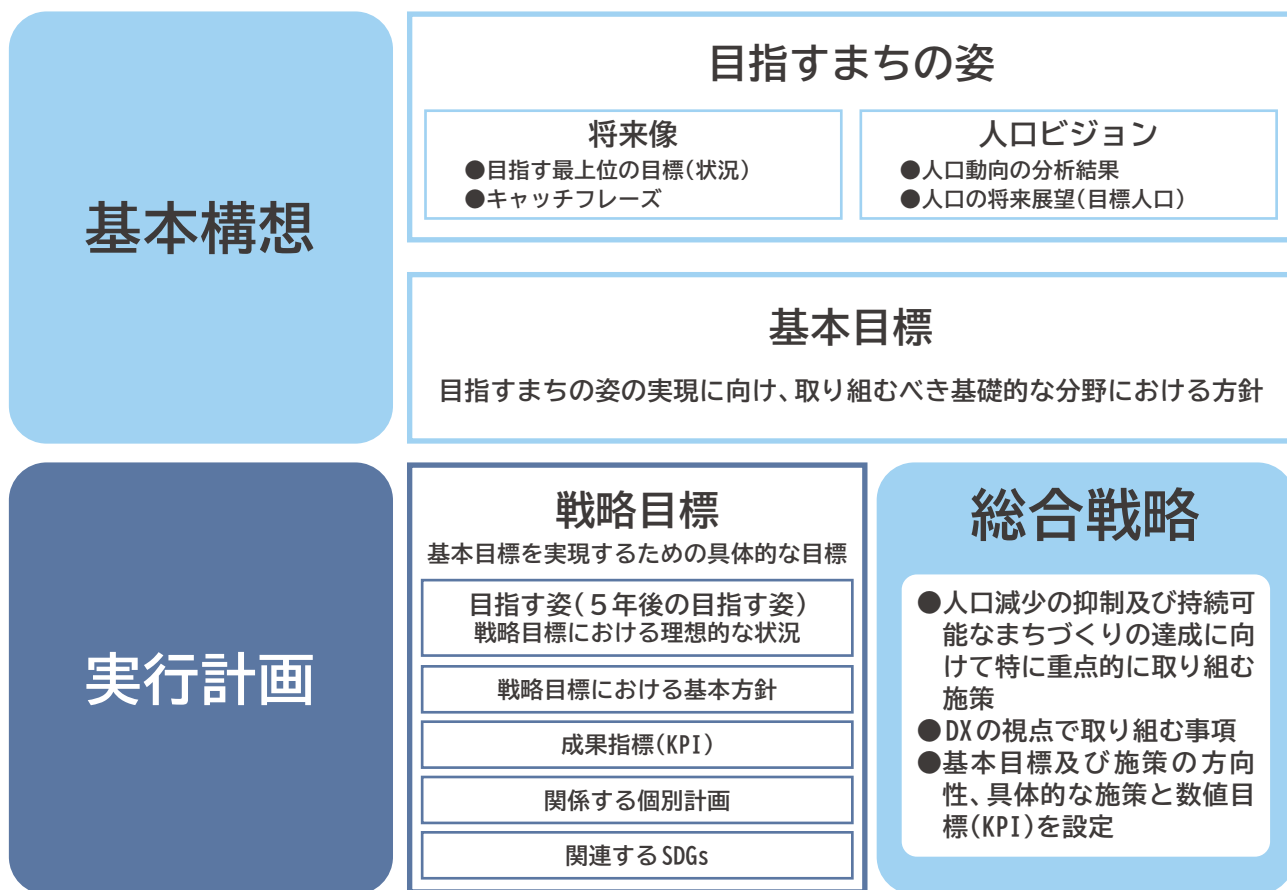 基本構想
目指すまちの姿
将来像
●目指す最上位の目標(状況)
●キャッチフレーズ
人口ビジョン
●人口動向の分析結果
●人口の将来展望(目標人口)
基本目標
目指すまちの姿の実現に向け、取り組むべき基礎的な分野における方針
実行計画
戦略目標
基本目標を実現するための具体的な目標
目指す姿(５年後の目指す姿)
戦略目標における理想的な状況
戦略目標における基本方針
成果指標(KPI)
関係する個別計画
関連するSDGs
総合戦略
●人口減少の抑制及び持続可
能なまちづくりの達成に向
けて特に重点的に取り組む
施策
●DXの視点で取り組む事項
●基本目標及び施策の方向
性、具体的な施策と数値目
標(KPI)を設定